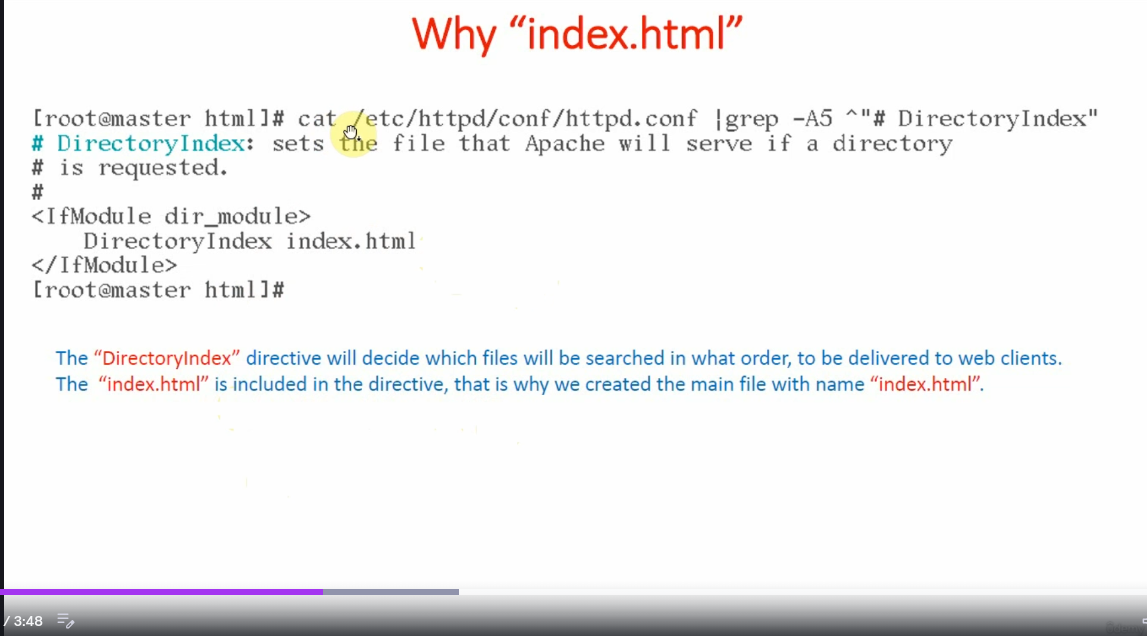 Why “index.html”
[root@master html]# cat /etc/httpd/conf/httpd.conf |grep -A5 ^"# DirectoryIndex"
# DirectoryIndex: sets the file that Apache will serve if a directory
# is requested.
#
<IfModule dir_module>
    DirectoryIndex index.html
</IfModule>
[root@master html]#
The “DirectoryIndex” directive will decide which files will be searched in what order, to be delivered to web clients.
The “index.html” is included in the directive, that is why we created the main file with name “index.html”.
/ 3:48